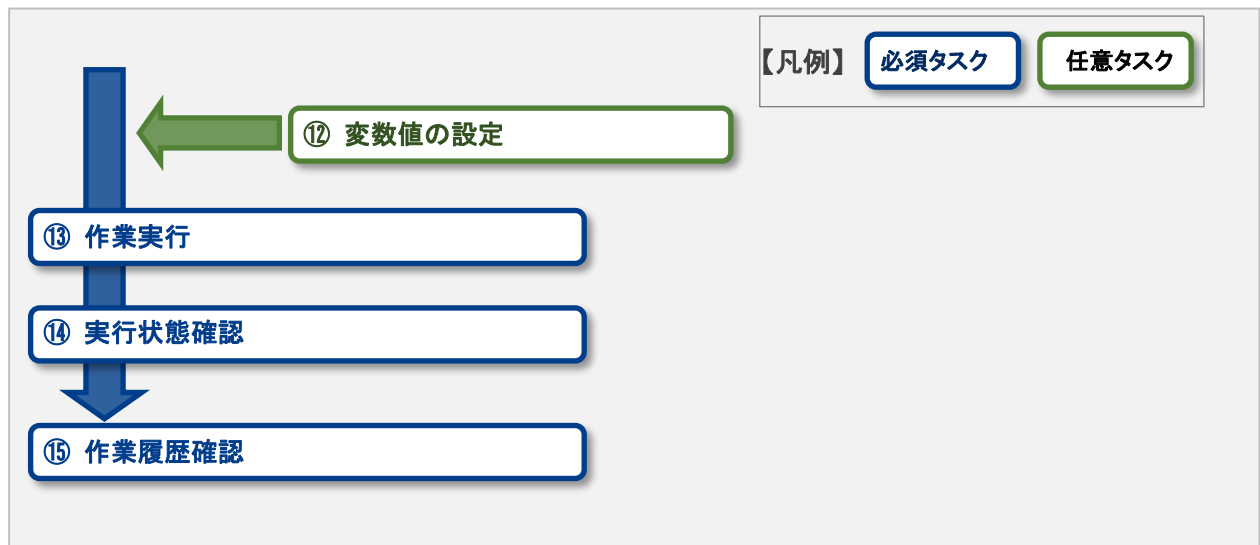 【凡例】 必須タスク 任意タスク
⑫ 変数値の設定
⑬ 作業実行
⑭ 実行状態確認
⑮ 作業履歴確認